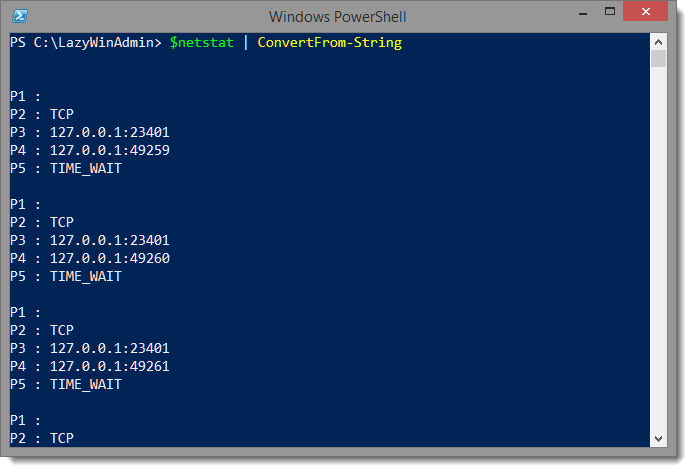 Windows PowerShell
PS C:\LazyWinAdmin> $netstat | ConvertFrom-String
P1 :
P2 : TCP
P3 : 127.0.0.1:23401
P4 : 127.0.0.1:49259
P5 : TIME_WAIT
P1 :
P2 : TCP
P3 : 127.0.0.1:23401
P4 : 127.0.0.1:49260
P5 : TIME_WAIT
P1 :
P2 : TCP
P3 : 127.0.0.1:23401
P4 : 127.0.0.1:49261
P5 : TIME_WAIT
P1 :
P2 : TCP